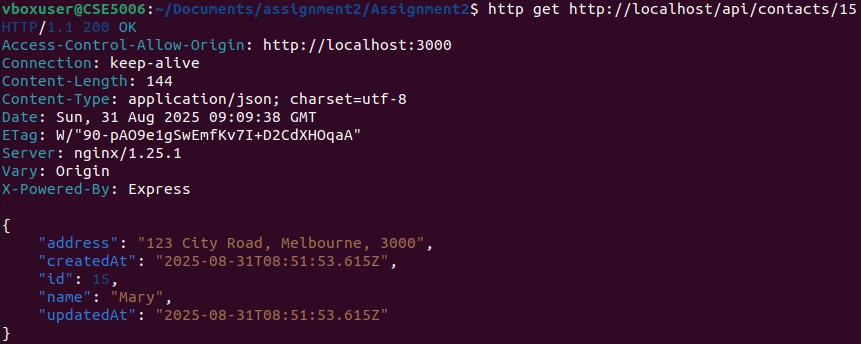 vboxuser@CSE5006:~/Documents/assignment2/Assignment2$ http get http://localhost/api/contacts/15
HTTP/1.1 200 OK
Access-Control-Allow-Origin: http://localhost:3000
Connection: keep-alive
Content-Length: 144
Content-Type: application/json; charset=utf-8
Date: Sun, 31 Aug 2025 09:09:38 GMT
ETag: W/"90-pAO9e1gSwEmfKv7I+D2CdXHOqaA"
Server: nginx/1.25.1
Vary: Origin
X-Powered-By: Express

{
    "address": "123 City Road, Melbourne, 3000",
    "createdAt": "2025-08-31T08:51:53.615Z",
    "id": 15,
    "name": "Mary",
    "updatedAt": "2025-08-31T08:51:53.615Z"
}